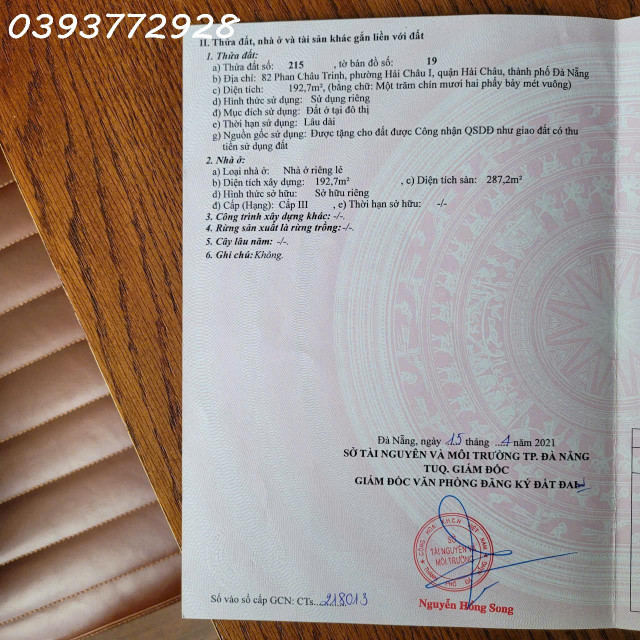 0393772928
II. Thửa đất, nhà ở và tài sản khác gắn liền với đất
1. Thửa đất:
a) Thửa đất số: 215 , tờ bản đồ số: 19
b) Địa chỉ: 82 Phan Châu Trinh, phường Hải Châu I, quận Hải Châu, thành phố Đà Nẵng
c) Diện tích: 192,7m², (bằng chữ: Một trăm chín mươi hai phẩy bảy mét vuông)
d) Hình thức sử dụng: Sử dụng riêng
đ) Mục đích sử dụng: Đất ở tại đô thị
e) Thời hạn sử dụng: Lâu dài
g) Nguồn gốc sử dụng: Được tặng cho đất được Công nhận QSDĐ như giao đất có thu
tiền sử dụng đất
2. Nhà ở:
a) Loại nhà ở: Nhà ở riêng lẻ
b) Diện tích xây dựng: 192,7m² , c) Diện tích sàn: 287,2m²
d) Hình thức sở hữu: Sở hữu riêng
đ) Cấp (Hạng): Cấp III , e) Thời hạn sở hữu: -/-
3. Công trình xây dựng khác: -/-.
4. Rừng sản xuất là rừng trồng: -/-.
5. Cây lâu năm: -/-.
6. Ghi chú: Không.
Đà Nẵng, ngày 15 tháng ..4 năm 2021
SỞ TÀI NGUYÊN VÀ MÔI TRƯỜNG TP. ĐÀ NẴNG
TUQ. GIÁM ĐỐC
GIÁM ĐỐC VĂN PHÒNG ĐĂNG KÝ ĐẤT ĐAI
SỞ
TÀI NGUYÊN VÀ
MÔI TRƯỜNG
Nguyễn Hồng Song
Số vào sổ cấp GCN: CTs...218013